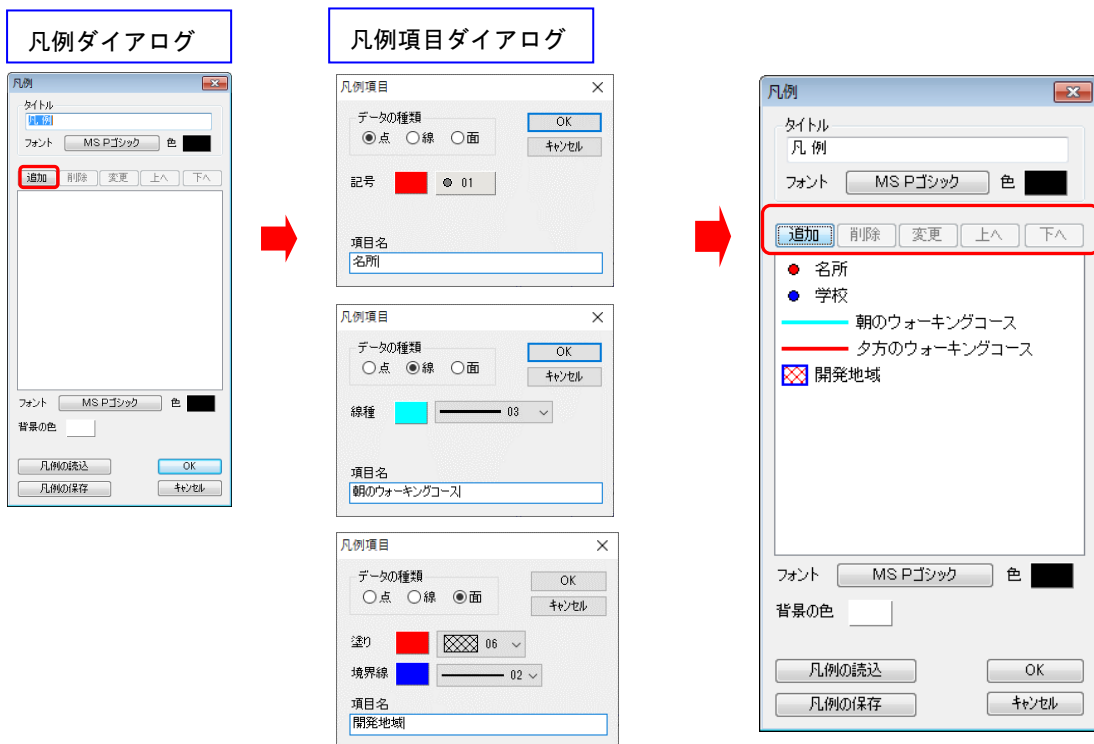 凡例ダイアログ
凡例
タイトル
凡 例
フォント MS Pゴシック 色
追加 削除 変更 上へ 下へ
フォント MS Pゴシック 色
背景の色
凡例の読込 OK
凡例の保存 キャンセル
凡例項目ダイアログ
凡例項目
データの種類
点 線 面
OK
キャンセル
記号 01
項目名
名所
凡例項目
データの種類
点 線 面
OK
キャンセル
線種 03
項目名
朝のウォーキングコース
凡例項目
データの種類
点 線 面
OK
キャンセル
塗り 06
境界線 02
項目名
開発地域
凡例
タイトル
凡 例
フォント MS Pゴシック 色
追加 削除 変更 上へ 下へ
名所
学校
朝のウォーキングコース
夕方のウォーキングコース
開発地域
フォント MS Pゴシック 色
背景の色
凡例の読込 OK
凡例の保存 キャンセル